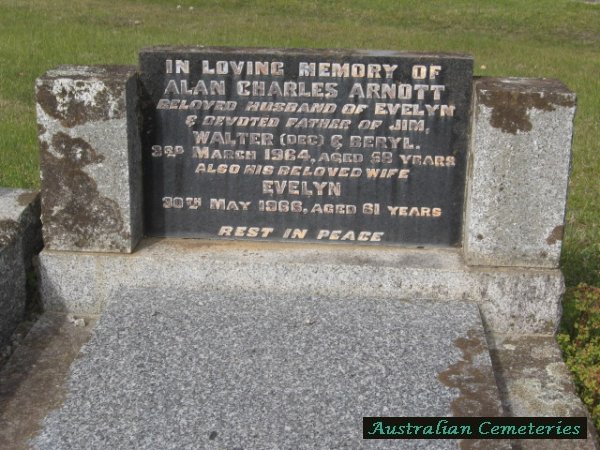 IN LOVING MEMORY OF
ALAN CHARLES ARNOTT
BELOVED HUSBAND OF EVELYN
& DEVOTED FATHER OF JIM,
WALTER (DEC) & BERYL.
3RD MARCH 1964, AGED 58 YEARS
ALSO HIS BELOVED WIFE
EVELYN
30TH MAY 1966, AGED 61 YEARS
REST IN PEACE
Australian Cemeteries